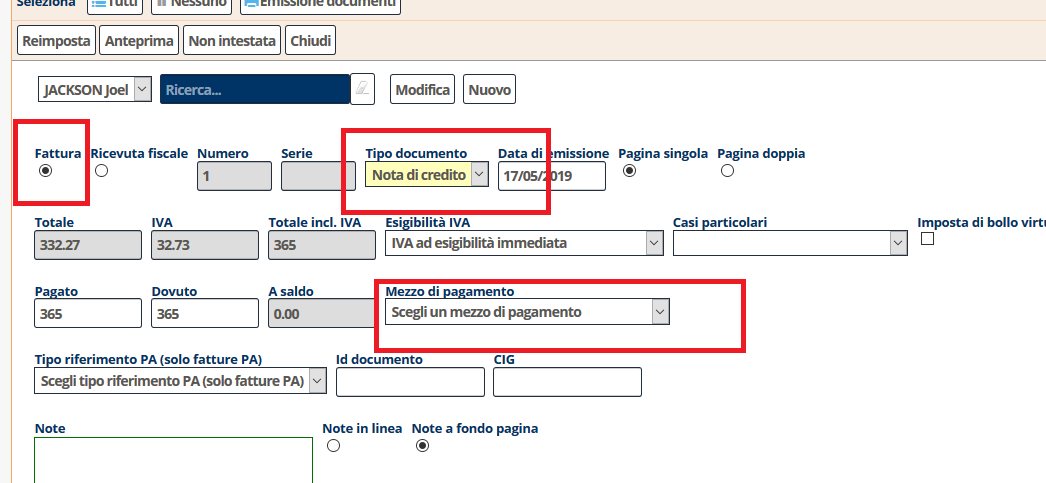 Seleziona Tutti Nessuno Emissione documenti
Reimposta Anteprima Non intestata Chiudi
JACKSON Joel Ricerca... Modifica Nuovo
Fattura Ricevuta fiscale Numero Serie Tipo documento Data di emissione Pagina singola Pagina doppia
1 Nota di credito 17/05/2019
Totale IVA Totale incl. IVA Esigibilità IVA Casi particolari Imposta di bollo virtu
332.27 32.73 365 IVA ad esigibilità immediata
Pagato Dovuto A saldo Mezzo di pagamento
365 365 0.00 Scegli un mezzo di pagamento
Tipo riferimento PA (solo fatture PA) Id documento CIG
Scegli tipo riferimento PA (solo fatture PA)
Note Note in linea Note a fondo pagina